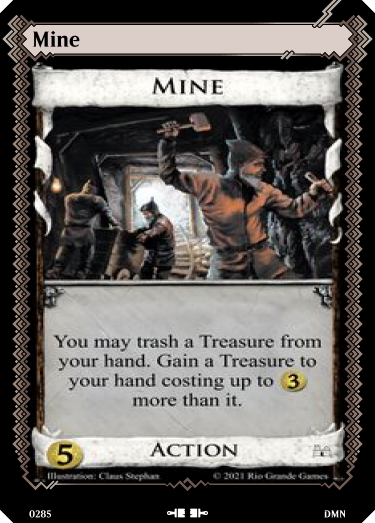 Mine
MINE
You may trash a Treasure from
your hand. Gain a Treasure to
your hand costing up to 3
more than it.
5 ACTION
Illustration: Claus Stephan © 2021 Rio Grande Games
0285 DMN